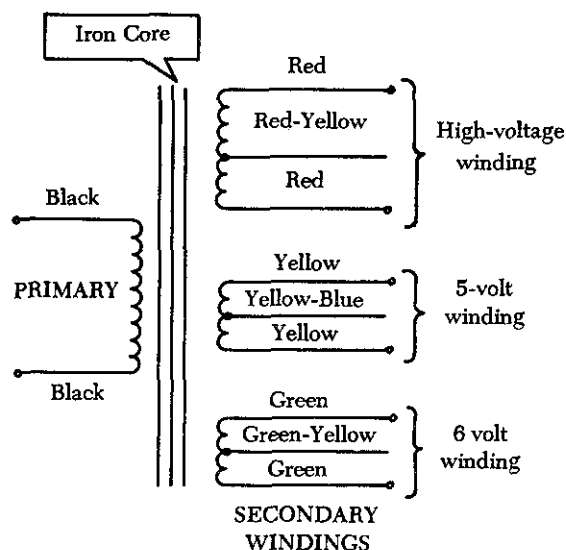 Iron Core
Red
Red-Yellow
High-voltage
winding
Red
Black
PRIMARY
Black
Yellow
Yellow-Blue
5-volt
winding
Yellow
Green
Green-Yellow
6 volt
winding
Green
SECONDARY
WINDINGS